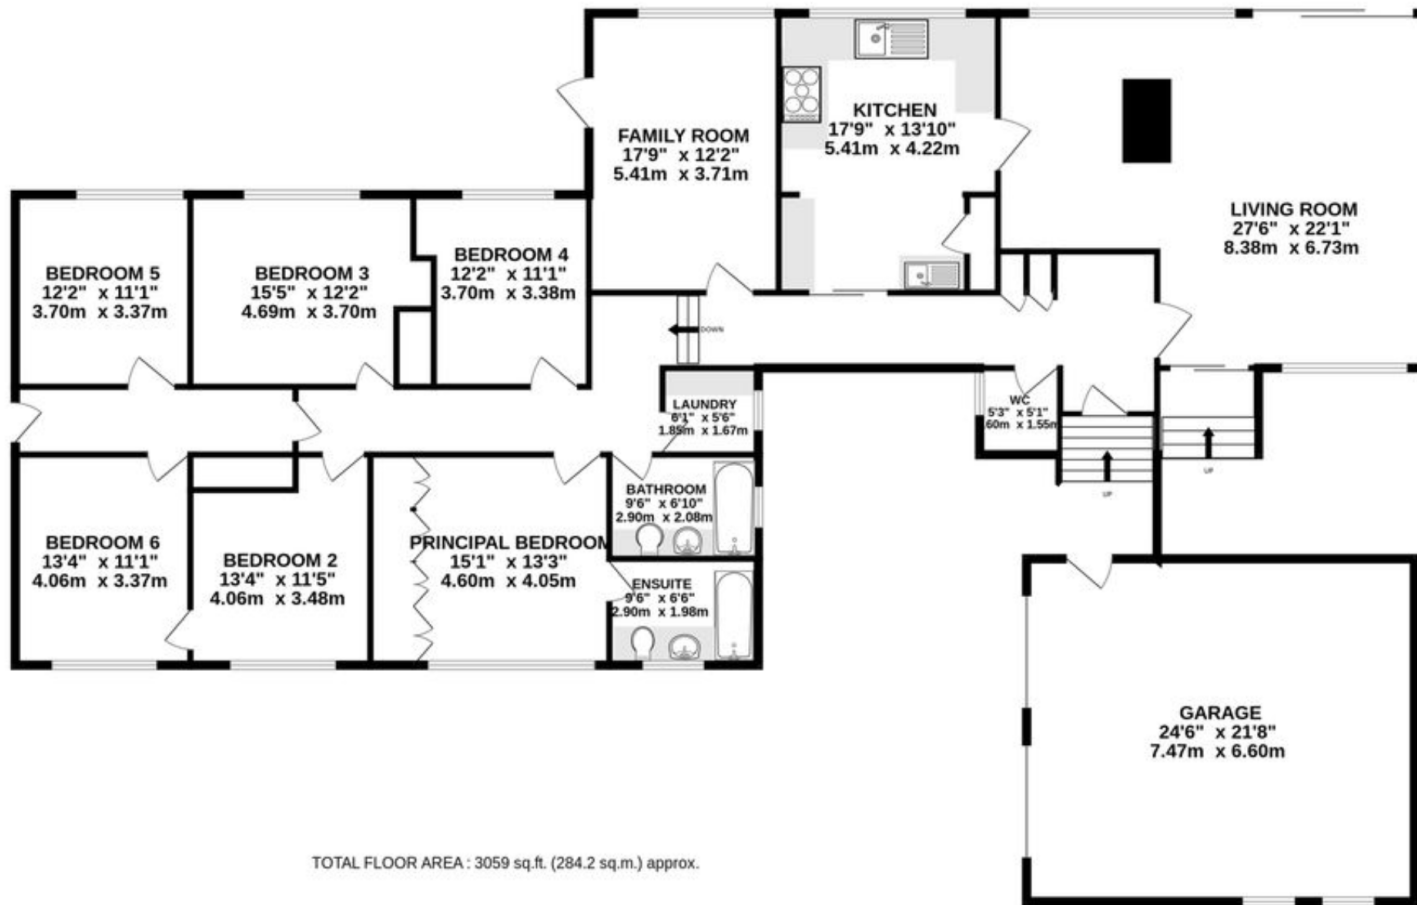 FAMILY ROOM
17'9" x 12'2"
5.41m x 3.71m
KITCHEN
17'9" x 13'10"
5.41m x 4.22m
LIVING ROOM
27'6" x 22'1"
8.38m x 6.73m
BEDROOM 5
12'2" x 11'1"
3.70m x 3.37m
BEDROOM 3
15'5" x 12'2"
4.69m x 3.70m
BEDROOM 4
12'2" x 11'1"
3.70m x 3.38m
DOWN
LAUNDRY
6'1" x 5'6"
1.85m x 1.67m
WC
5'3" x 5'1"
.60m x 1.55m
UP
UP
BATHROOM
9'6" x 6'10"
2.90m x 2.08m
BEDROOM 6
13'4" x 11'1"
4.06m x 3.37m
BEDROOM 2
13'4" x 11'5"
4.06m x 3.48m
PRINCIPAL BEDROOM
15'1" x 13'3"
4.60m x 4.05m
ENSUITE
9'6" x 6'6"
2.90m x 1.98m
GARAGE
24'6" x 21'8"
7.47m x 6.60m
TOTAL FLOOR AREA : 3059 sq.ft. (284.2 sq.m.) approx.